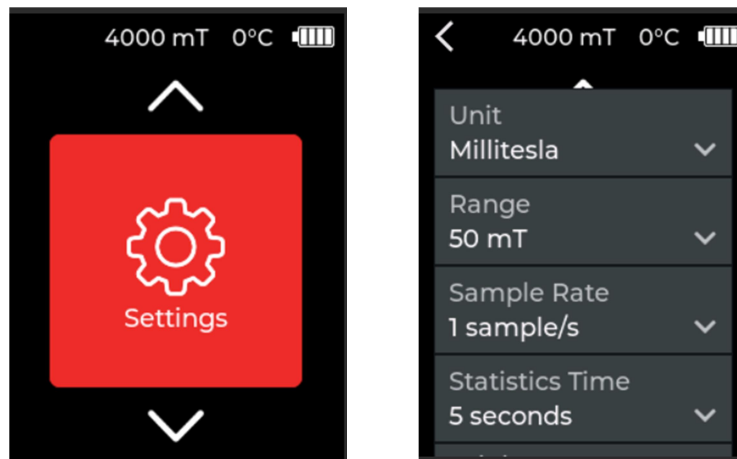 4000 mT 0°C
Settings
4000 mT 0°C
Unit
Millitesla
Range
50 mT
Sample Rate
1 sample/s
Statistics Time
5 seconds